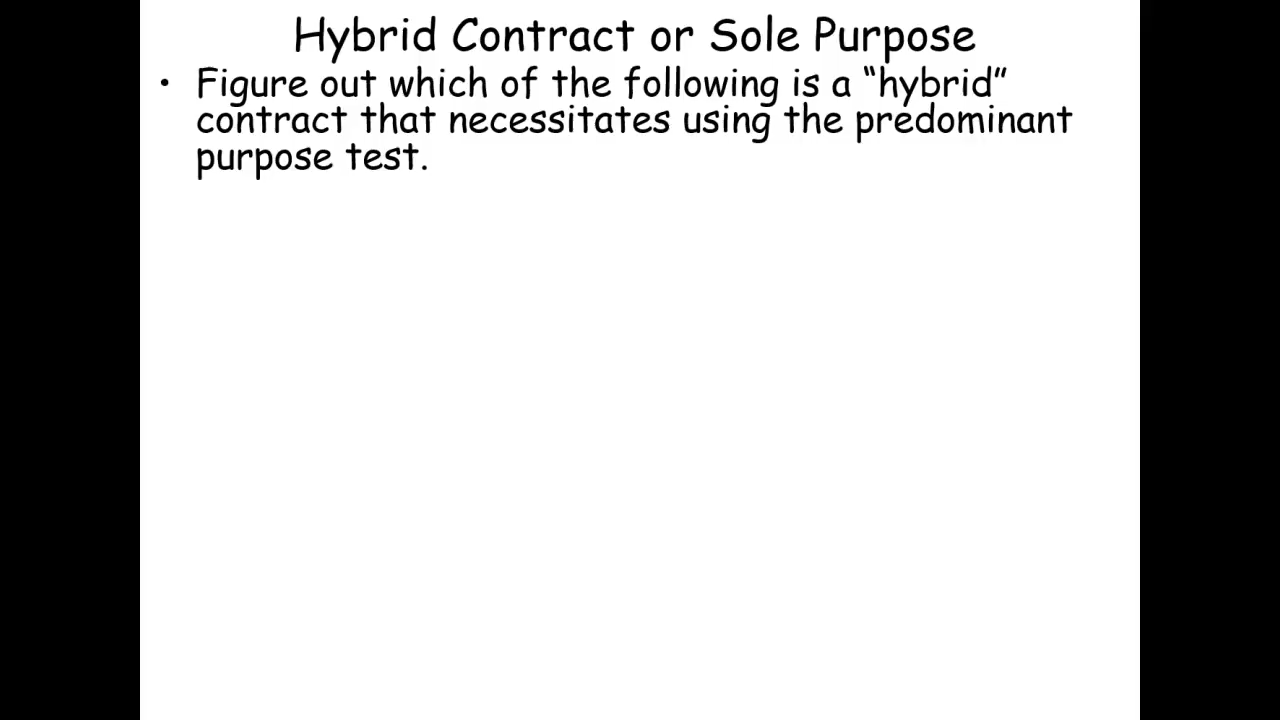 Hybrid Contract or Sole Purpose
• Figure out which of the following is a “hybrid”
contract that necessitates using the predominant
purpose test.